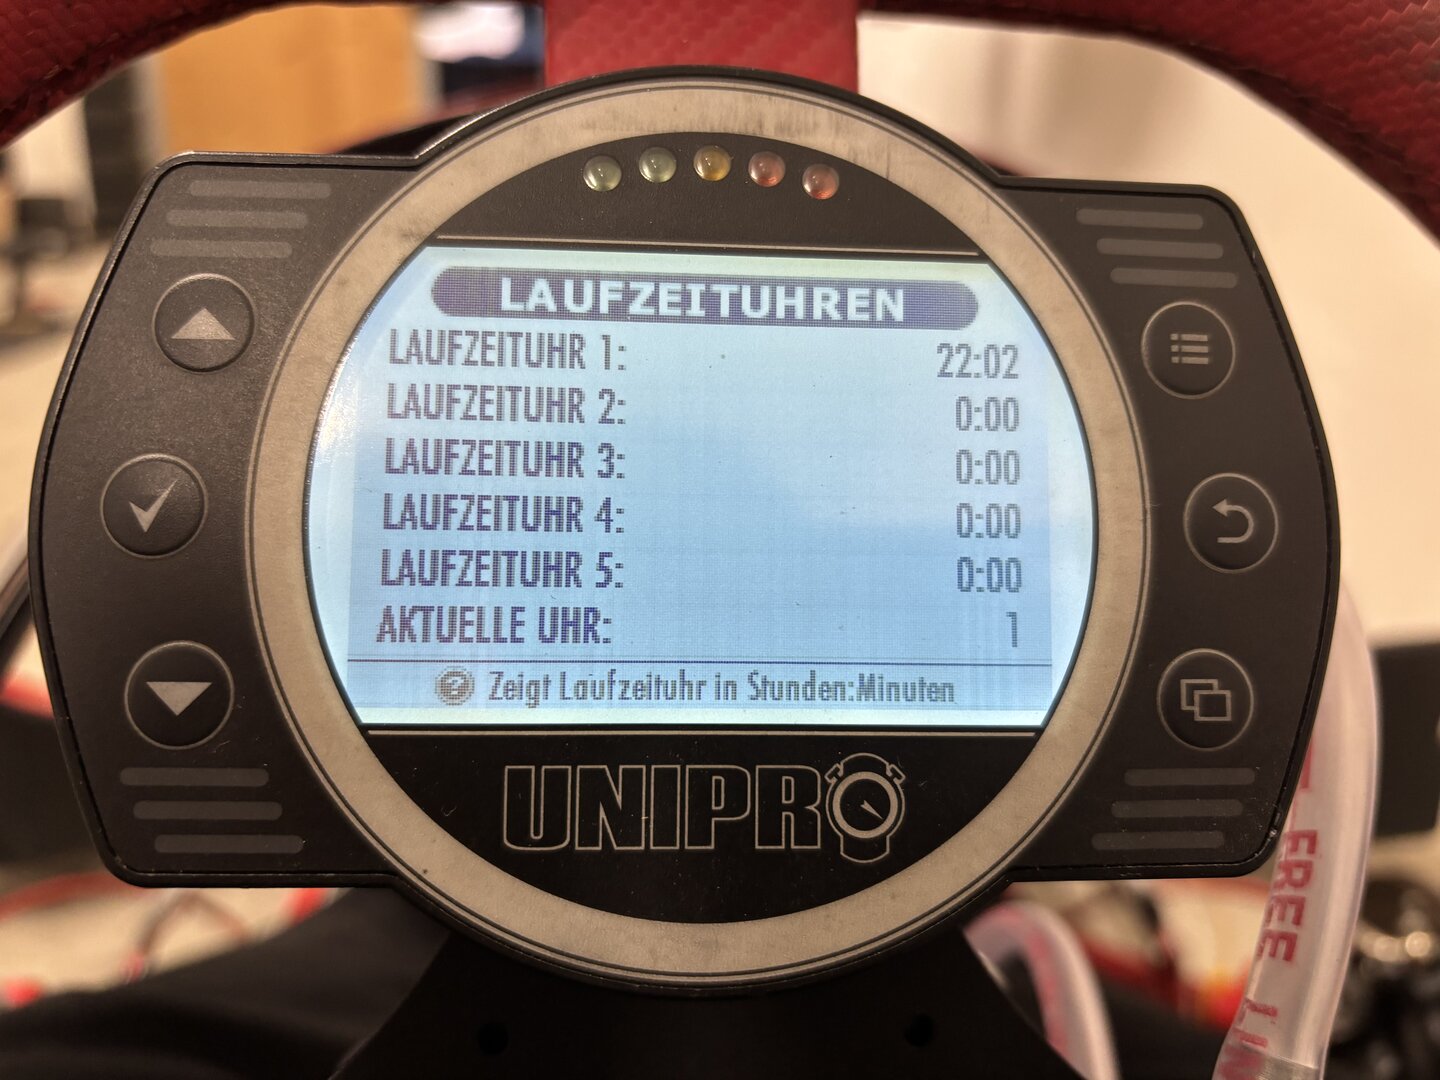 LAUFZEITUHREN
LAUFZEITUHR 1: 22:02
LAUFZEITUHR 2: 0:00
LAUFZEITUHR 3: 0:00
LAUFZEITUHR 4: 0:00
LAUFZEITUHR 5: 0:00
AKTUELLE UHR: 1
? Zeigt Laufzeituhr in Stunden:Minuten
UNIPRO
FREE